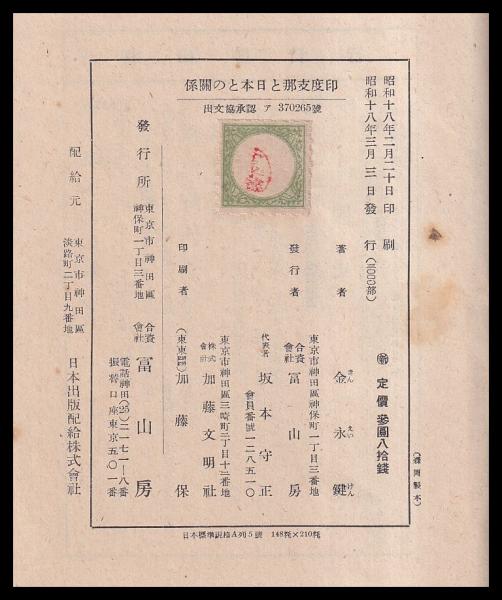 係關のと本日と那支度印
出文協承認 ア 370265號
昭和十八年二月二十日印刷
昭和十八年三月三日發行(三〇〇〇部)
定價參圓八拾錢
著者 金永鍵
きん えい けん
東京市神田區神保町一丁目三番地
發行者 合資會社 冨山房
代表者 坂本守正
會員番號一二八五一〇
東京市神田區三崎町二丁目十二番地
印刷者 株式會社 加藤文明社
加藤保
發行所
東京市神田區
神保町一丁目三番地
合資會社 冨山房
電話神田(25)二一七一—八番
振替口座東京五〇一番
配給元
東京市神田區
淡路町二丁目九番地
日本出版配給株式會社
日本標準規格A列5號 148粍×210粍